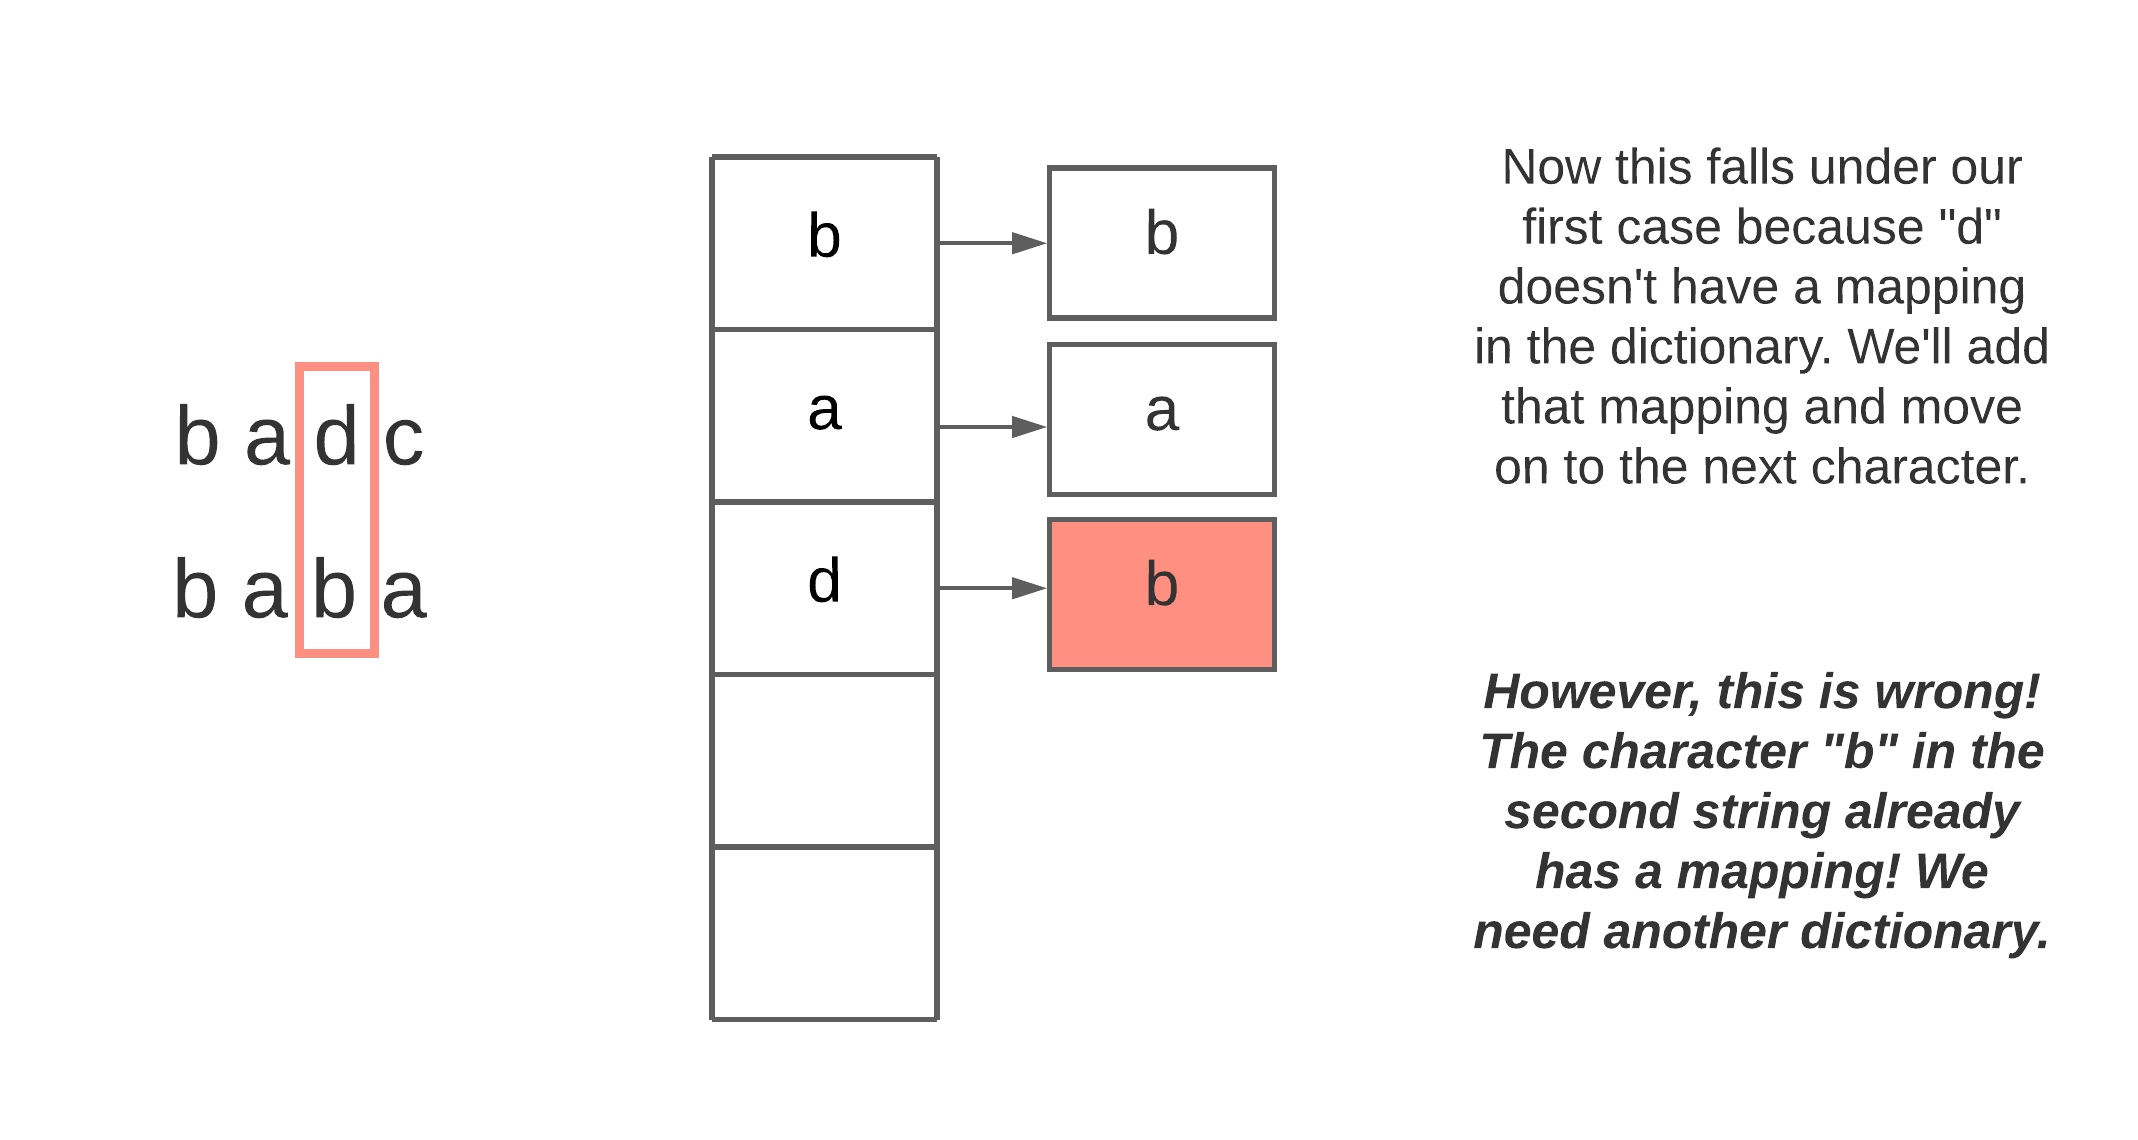 b a d c
b a b a
b
b
a
a
d
b
Now this falls under our
first case because "d"
doesn't have a mapping
in the dictionary. We'll add
that mapping and move
on to the next character.
However, this is wrong!
The character "b" in the
second string already
has a mapping! We
need another dictionary.